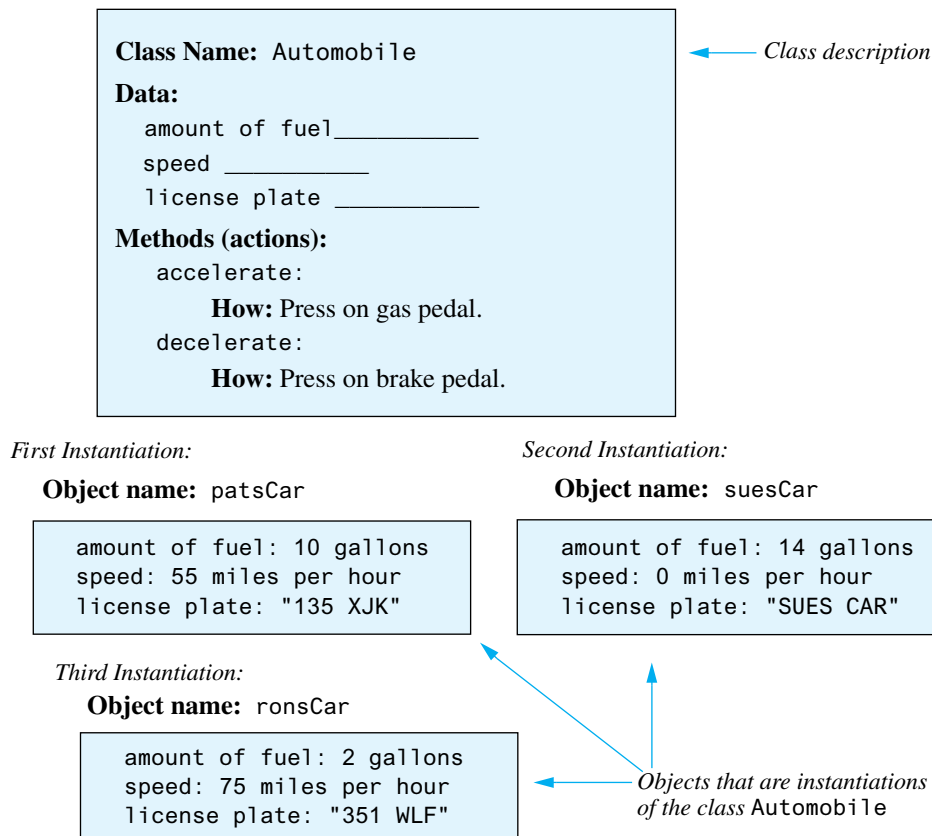 Class Name: Automobile
Class description
Data:
amount of fuel__________
speed __________
license plate __________
Methods (actions):
accelerate:
How: Press on gas pedal.
decelerate:
How: Press on brake pedal.
First Instantiation:
Object name: patsCar
amount of fuel: 10 gallons
speed: 55 miles per hour
license plate: "135 XJK"
Second Instantiation:
Object name: suesCar
amount of fuel: 14 gallons
speed: 0 miles per hour
license plate: "SUES CAR"
Third Instantiation:
Object name: ronsCar
amount of fuel: 2 gallons
speed: 75 miles per hour
license plate: "351 WLF"
Objects that are instantiations
of the class Automobile